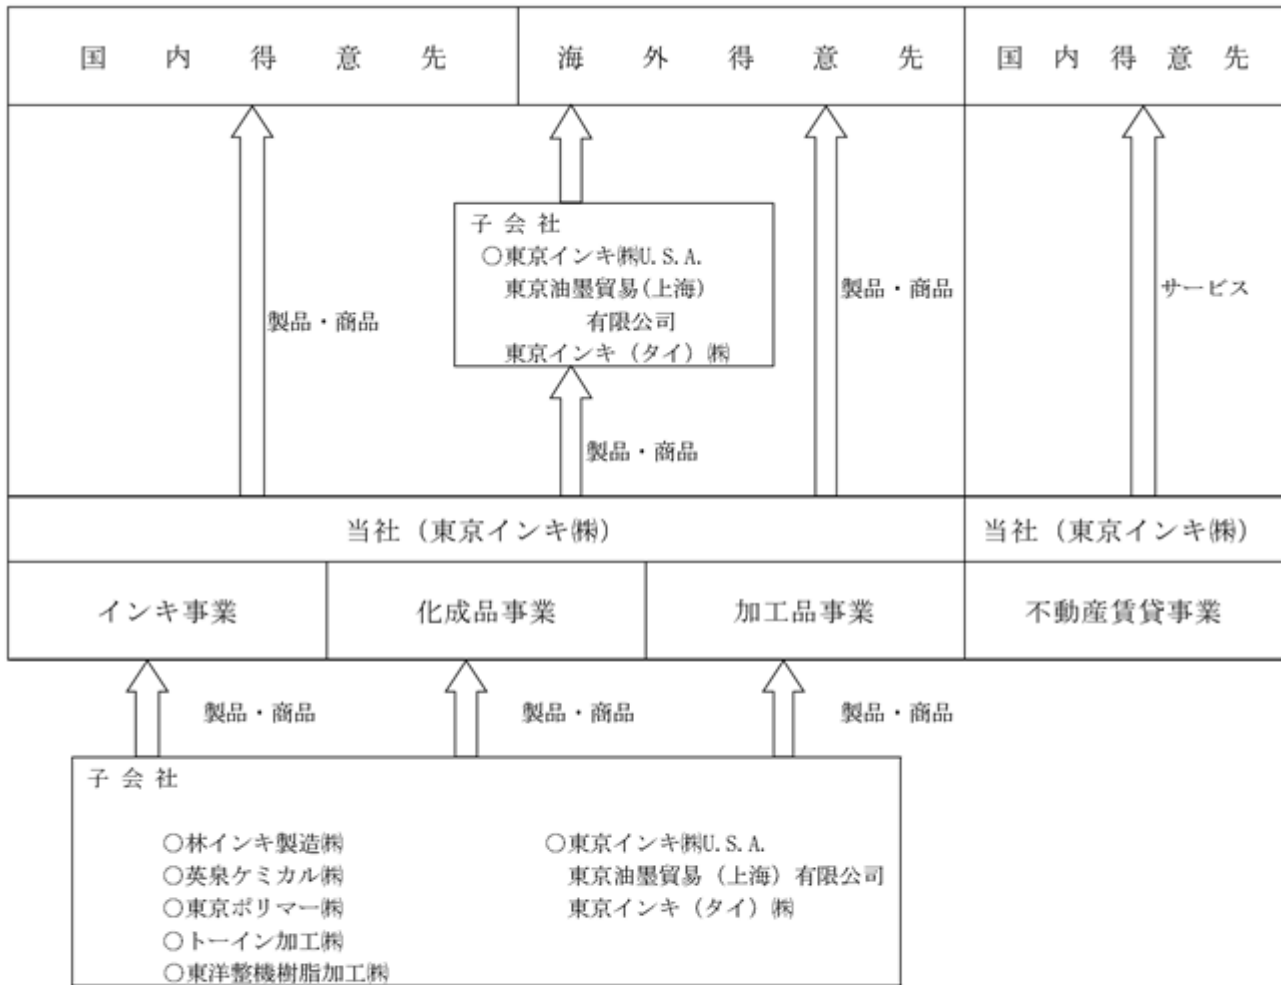 国内得意先
海外得意先
国内得意先
子会社
○東京インキ㈱U.S.A.
東京油墨貿易(上海)
有限公司
東京インキ（タイ）㈱
製品・商品
製品・商品
サービス
製品・商品
当社（東京インキ㈱）
当社（東京インキ㈱）
インキ事業
化成品事業
加工品事業
不動産賃貸事業
製品・商品
製品・商品
製品・商品
子会社
○林インキ製造㈱
○英泉ケミカル㈱
○東京ポリマー㈱
○トーイン加工㈱
○東洋整機樹脂加工㈱
○東京インキ㈱U.S.A.
東京油墨貿易（上海）有限公司
東京インキ（タイ）㈱